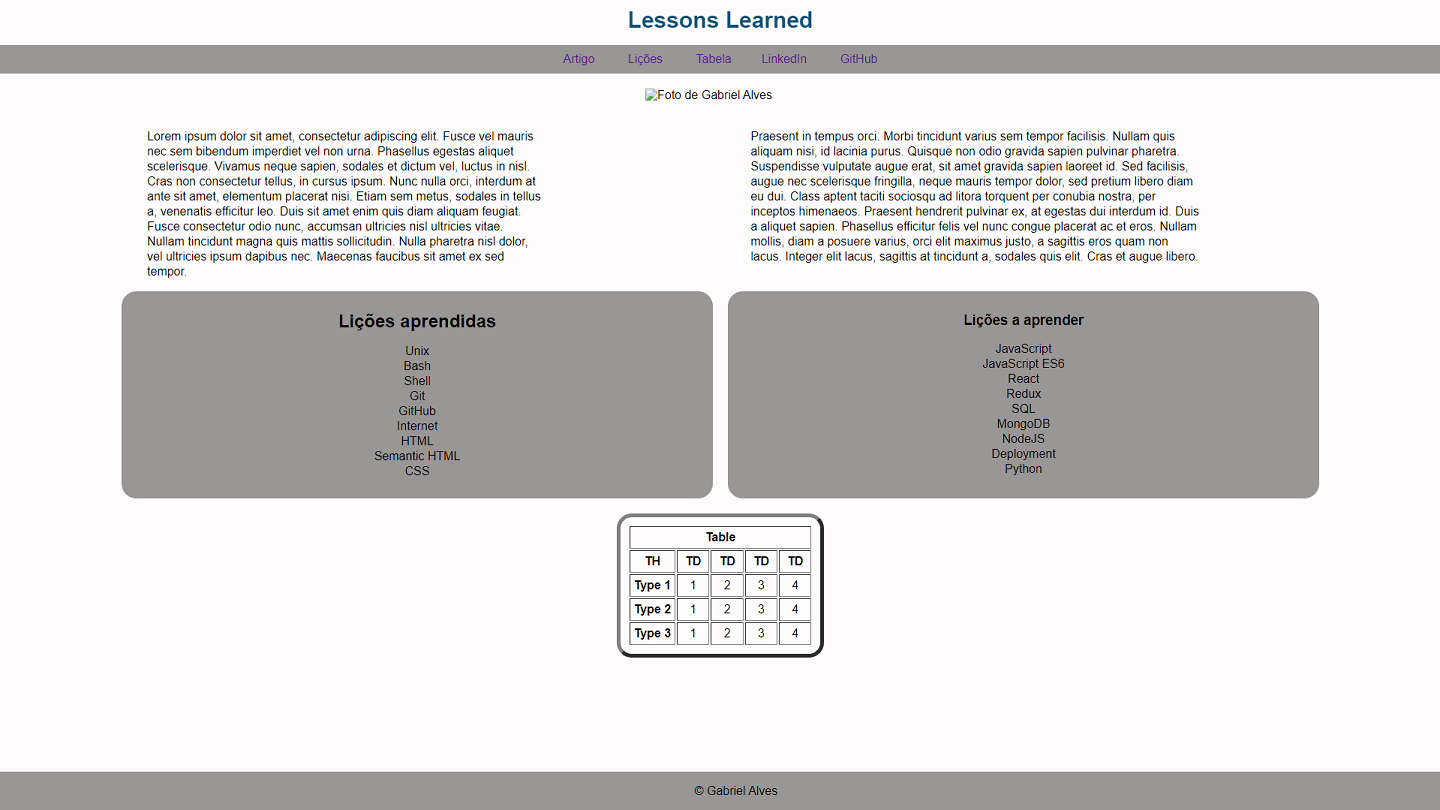 Lessons Learned
Artigo Lições Tabela LinkedIn GitHub
Foto de Gabriel Alves
Lorem ipsum dolor sit amet, consectetur adipiscing elit. Fusce vel mauris
nec sem bibendum imperdiet vel non urna. Phasellus egestas aliquet
scelerisque. Vivamus neque sapien, sodales et dictum vel, luctus in nisl.
Cras non consectetur tellus, in cursus ipsum. Nunc nulla orci, interdum at
ante sit amet, elementum placerat nisi. Etiam sem metus, sodales in tellus
a, venenatis efficitur leo. Duis sit amet enim quis diam aliquam feugiat.
Fusce consectetur odio nunc, accumsan ultricies nisl ultricies vitae.
Nullam tincidunt magna quis mattis sollicitudin. Nulla pharetra nisl dolor,
vel ultricies ipsum dapibus nec. Maecenas faucibus sit amet ex sed
tempor.
Praesent in tempus orci. Morbi tincidunt varius sem tempor facilisis. Nullam quis
aliquam nisi, id lacinia purus. Quisque non odio gravida sapien pulvinar pharetra.
Suspendisse vulputate augue erat, sit amet gravida sapien laoreet id. Sed facilisis,
augue nec scelerisque fringilla, neque mauris tempor dolor, sed pretium libero diam
eu dui. Class aptent taciti sociosqu ad litora torquent per conubia nostra, per
inceptos himenaeos. Praesent hendrerit pulvinar ex, at egestas dui interdum id. Duis
a aliquet sapien. Phasellus efficitur felis vel nunc congue placerat ac et eros. Nullam
mollis, diam a posuere varius, orci elit maximus justo, a sagittis eros quam non
lacus. Integer elit lacus, sagittis at tincidunt a, sodales quis elit. Cras et augue libero.
Lições aprendidas
Unix
Bash
Shell
Git
GitHub
Internet
HTML
Semantic HTML
CSS
Lições a aprender
JavaScript
JavaScript ES6
React
Redux
SQL
MongoDB
NodeJS
Deployment
Python
Table
TH TD TD TD TD
Type 1 1 2 3 4
Type 2 1 2 3 4
Type 3 1 2 3 4
© Gabriel Alves